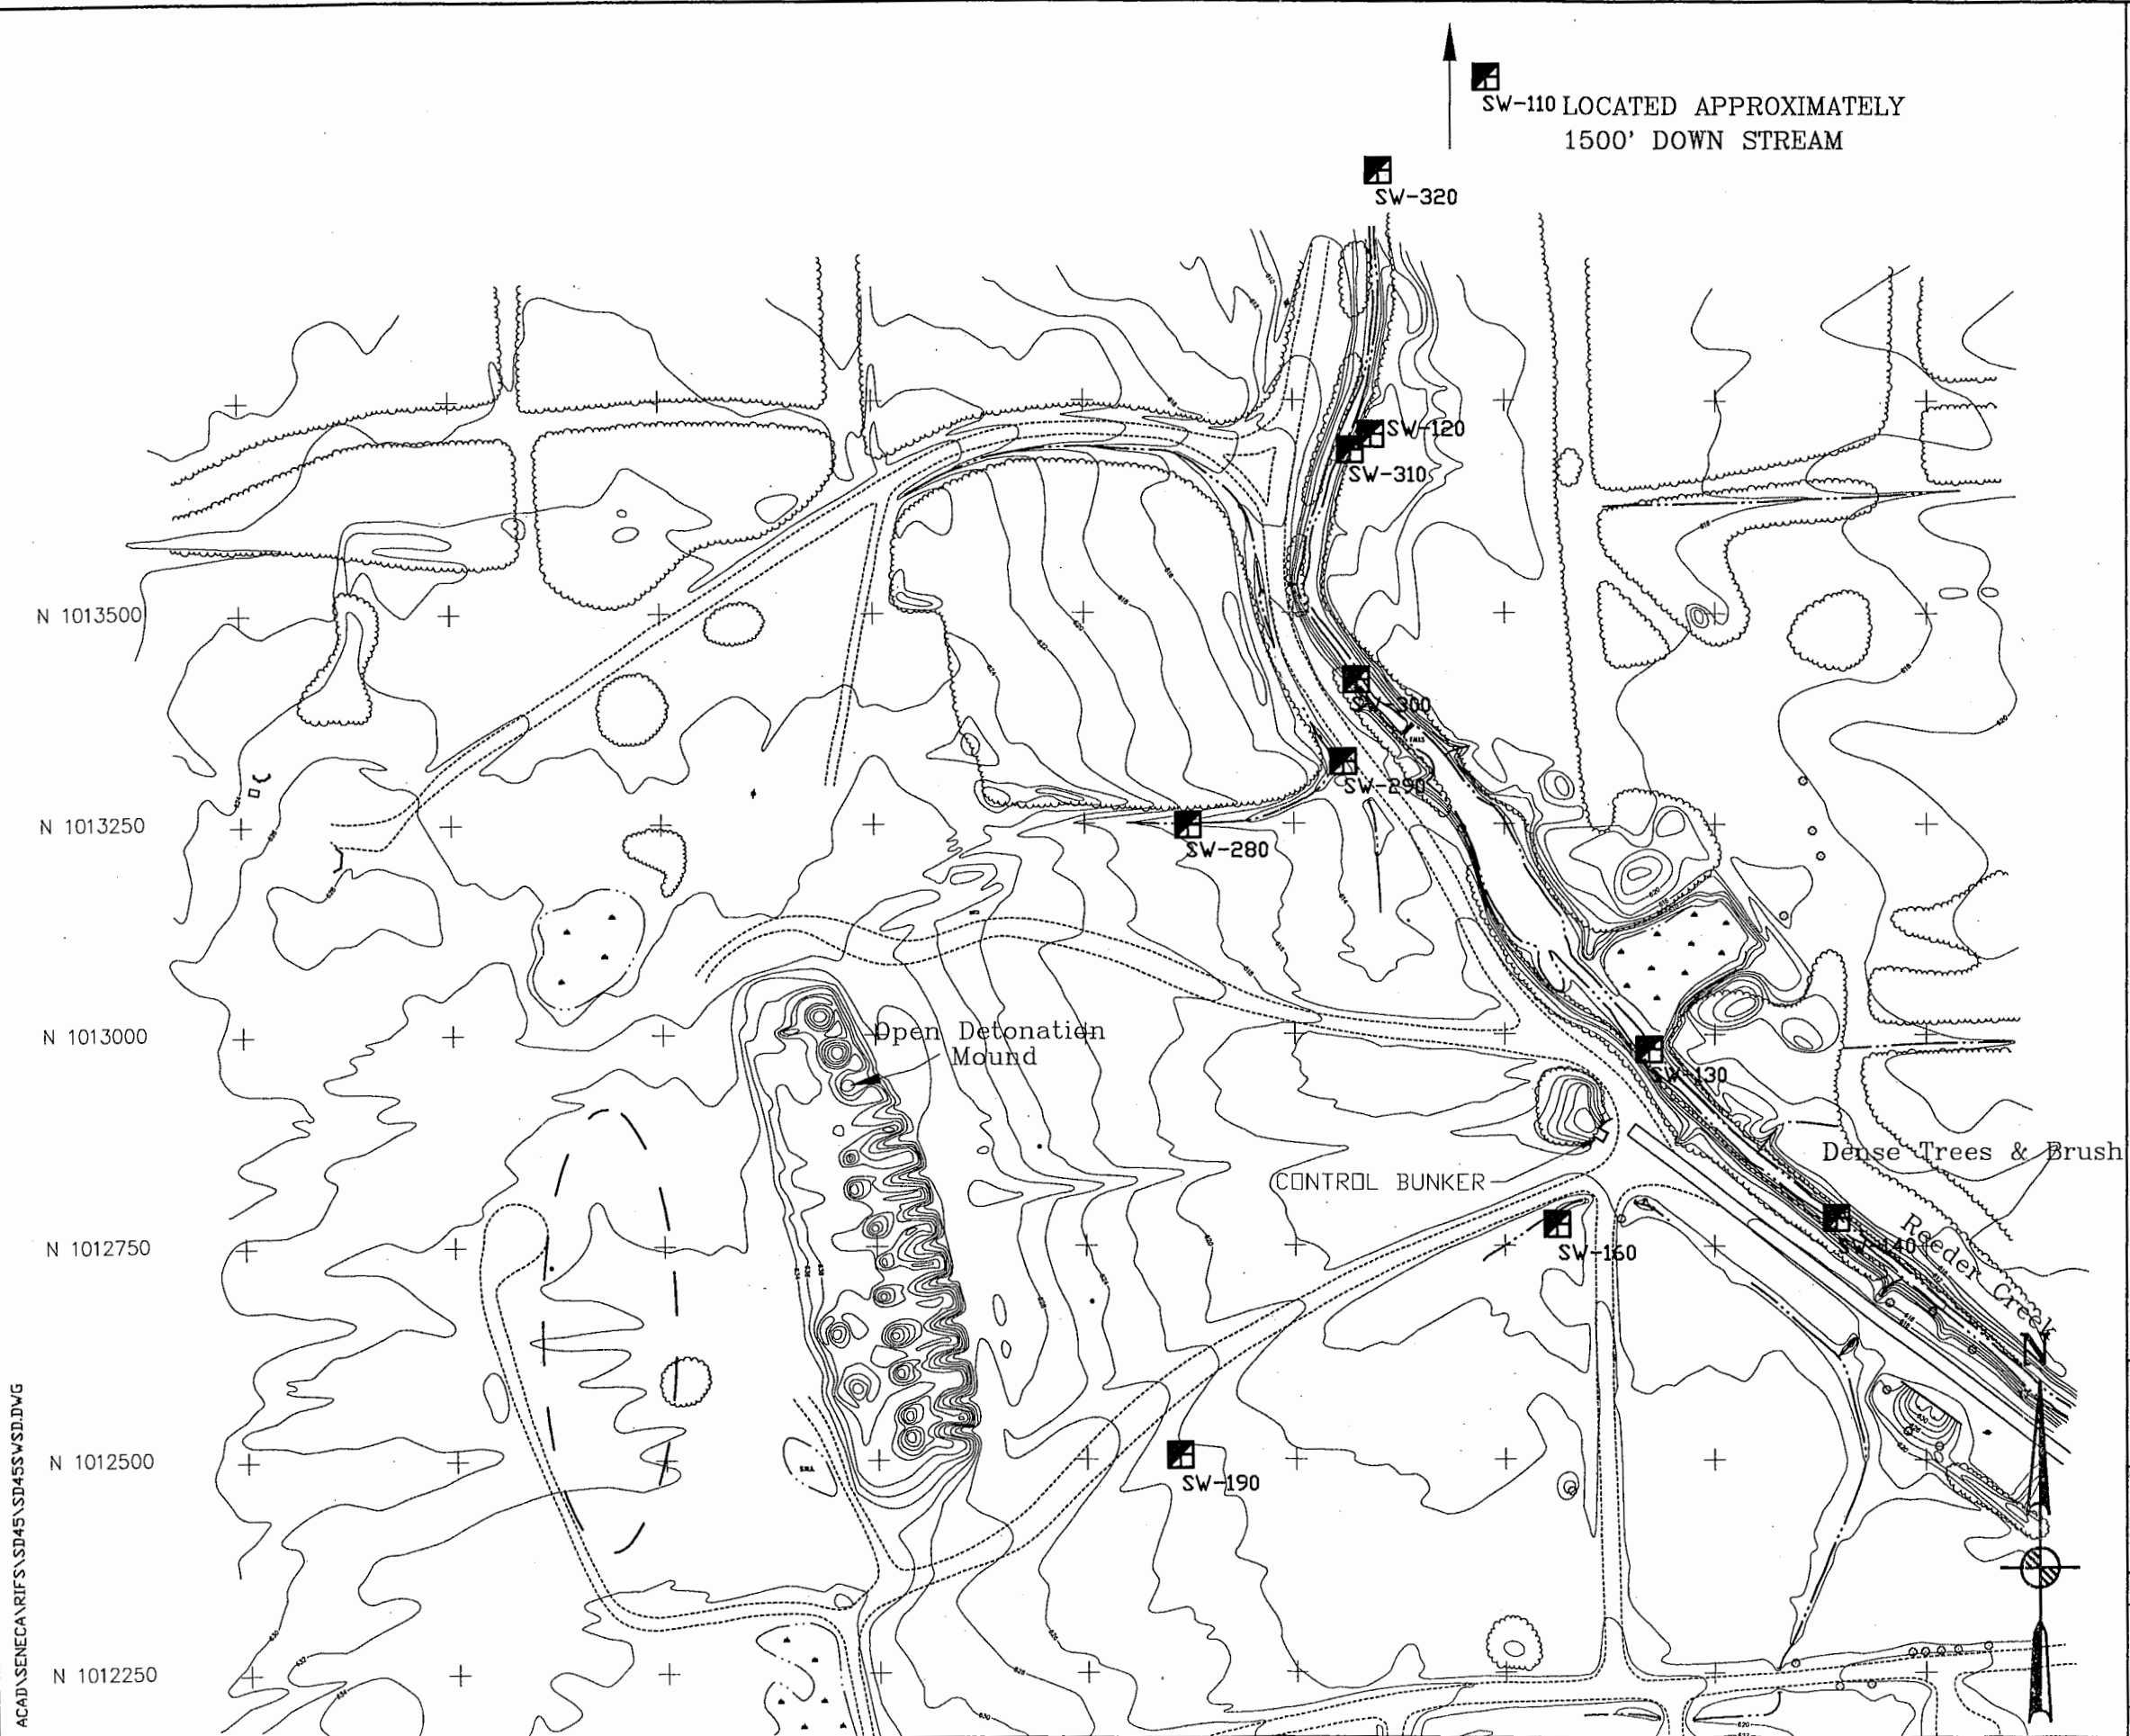 SW-110 LOCATED APPROXIMATELY
1500' DOWN STREAM
SW-320
SW-120
SW-310
N 1013500
SW-300
FALLS
SW-290
N 1013250
SW-280
N 1013000
Open Detonation
Mound
SW-130
Dense Trees & Brush
CONTROL BUNKER
N 1012750
SW-160
SW-140
Reeder Creek
N
N 1012500
SW-190
N 1012250
ACAD\SENECA\RIFS\SD45\SD45SWSD.DWG